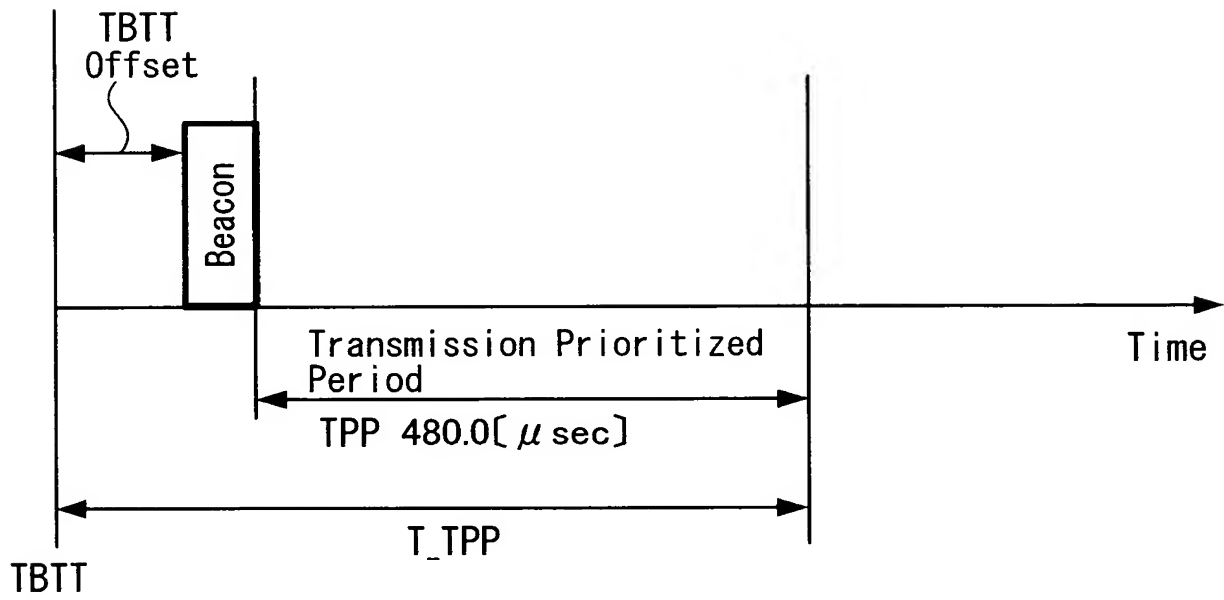 TBTT
Offset
Beacon
Time
Transmission Prioritized
Period
TPP 480.0[μsec]
T_TPP
TBTT